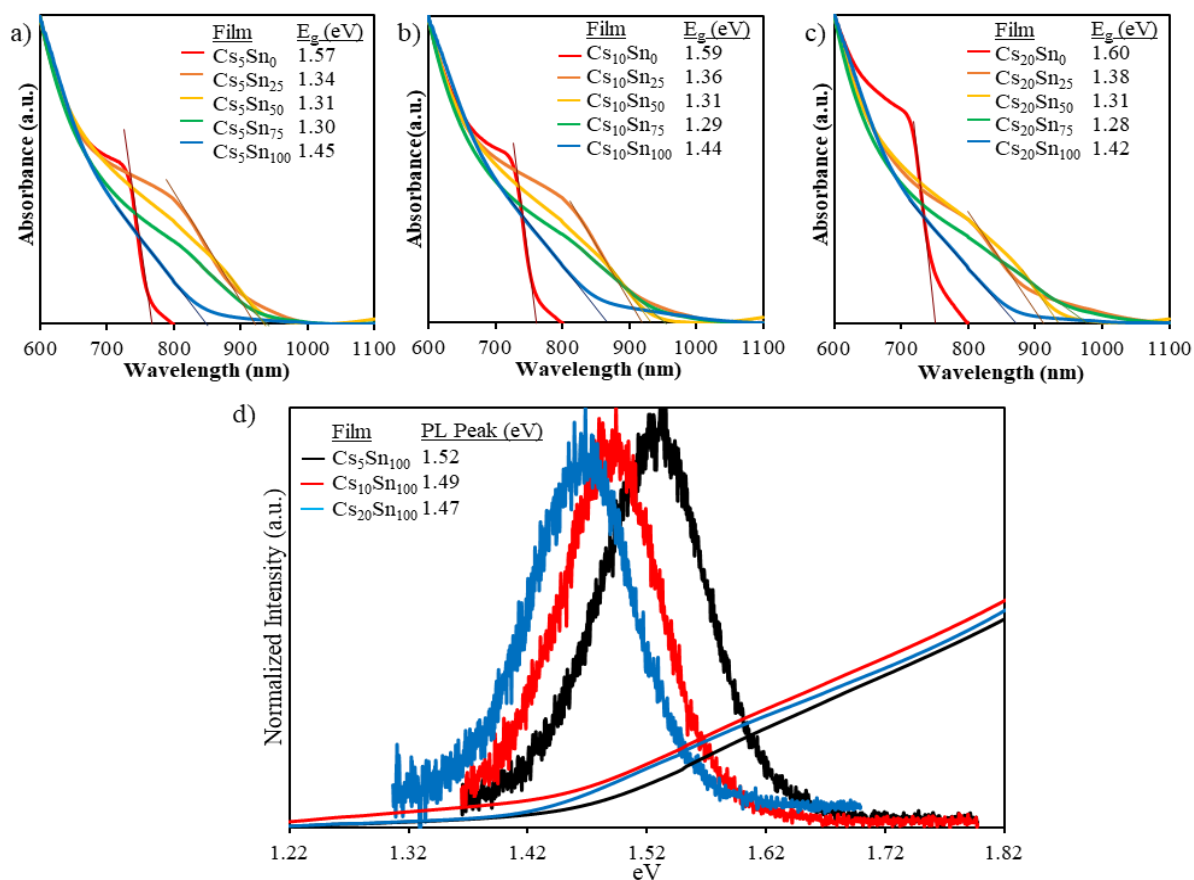 a)
Film E_g (eV)
Cs₅Sn₀ 1.57
Cs₅Sn₂₅ 1.34
Cs₅Sn₅₀ 1.31
Cs₅Sn₇₅ 1.30
Cs₅Sn₁₀₀ 1.45
Absorbance (a.u.)
600 700 800 900 1000 1100
Wavelength (nm)
b)
Film E_g (eV)
Cs₁₀Sn₀ 1.59
Cs₁₀Sn₂₅ 1.36
Cs₁₀Sn₅₀ 1.31
Cs₁₀Sn₇₅ 1.29
Cs₁₀Sn₁₀₀ 1.44
Absorbance(a.u.)
600 700 800 900 1000 1100
Wavelength (nm)
c)
Film E_g (eV)
Cs₂₀Sn₀ 1.60
Cs₂₀Sn₂₅ 1.38
Cs₂₀Sn₅₀ 1.31
Cs₂₀Sn₇₅ 1.28
Cs₂₀Sn₁₀₀ 1.42
Absorbance (a.u.)
600 700 800 900 1000 1100
Wavelength (nm)
d)
Film PL Peak (eV)
Cs₅Sn₁₀₀ 1.52
Cs₁₀Sn₁₀₀ 1.49
Cs₂₀Sn₁₀₀ 1.47
Normalized Intensity (a.u.)
1.22 1.32 1.42 1.52 1.62 1.72 1.82
eV